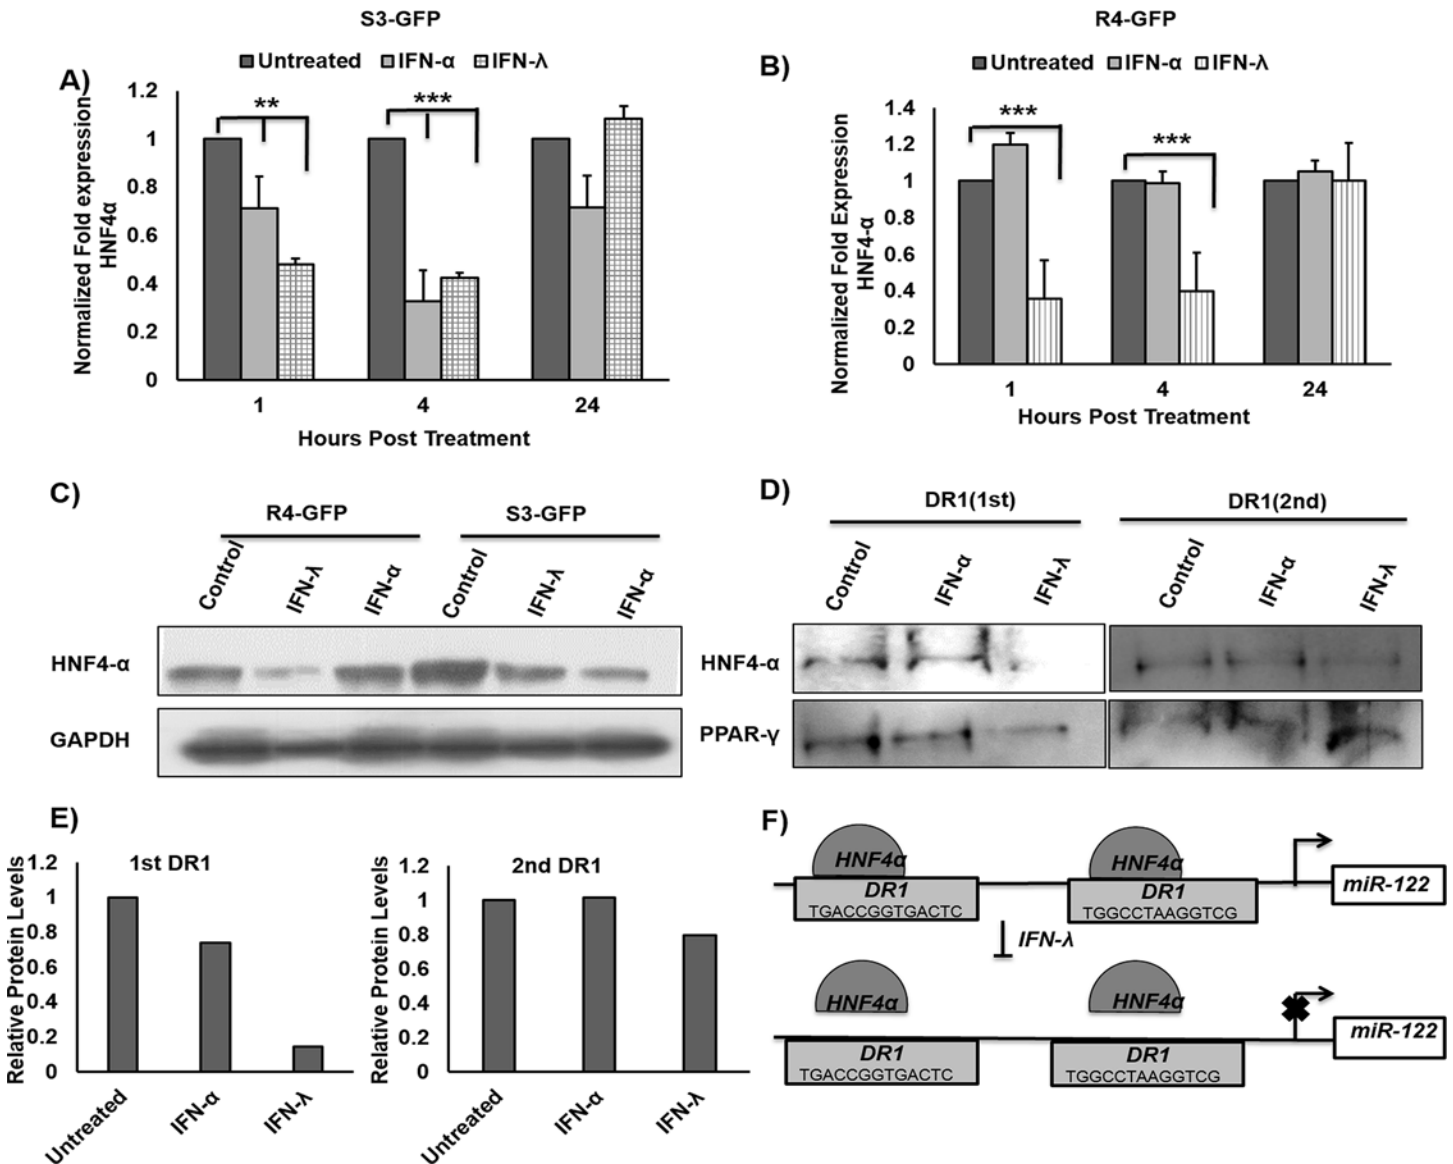 S3-GFP
A)
Untreated IFN-α IFN-λ
Normalized Fold expression
HNF4α
1.2
1
0.8
0.6
0.4
0.2
0
**
***
1 4 24
Hours Post Treatment
R4-GFP
B)
Untreated IFN-α IFN-λ
Normalized Fold Expression
HNF4-α
1.4
1.2
1
0.8
0.6
0.4
0.2
0
***
***
1 4 24
Hours Post Treatment
C)
R4-GFP S3-GFP
Control IFN-λ IFN-α Control IFN-λ IFN-α
HNF4-α
GAPDH
D)
DR1(1st) DR1(2nd)
Control IFN-α IFN-λ Control IFN-α IFN-λ
HNF4-α
PPAR-γ
E)
Relative Protein Levels
1st DR1
1.2
1
0.8
0.6
0.4
0.2
0
Untreated IFN-α IFN-λ
Relative Protein Levels
2nd DR1
1.2
1
0.8
0.6
0.4
0.2
0
Untreated IFN-α IFN-λ
F)
HNF4α HNF4α
DR1 DR1 miR-122
TGACCGGTGACTC TGGCCTAAGGTCG
IFN-λ
HNF4α HNF4α
DR1 DR1 miR-122
TGACCGGTGACTC TGGCCTAAGGTCG